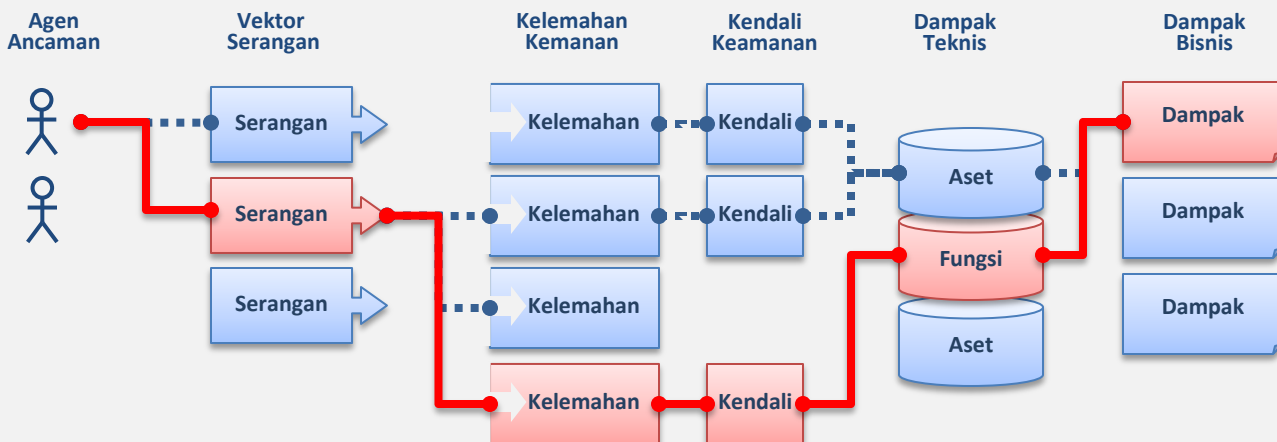 Agen
Ancaman
Vektor
Serangan
Kelemahan
Kemanan
Kendali
Keamanan
Dampak
Teknis
Dampak
Bisnis
Serangan
Kelemahan
Kendali
Dampak
Aset
Serangan
Kelemahan
Kendali
Dampak
Fungsi
Serangan
Kelemahan
Dampak
Aset
Kelemahan
Kendali